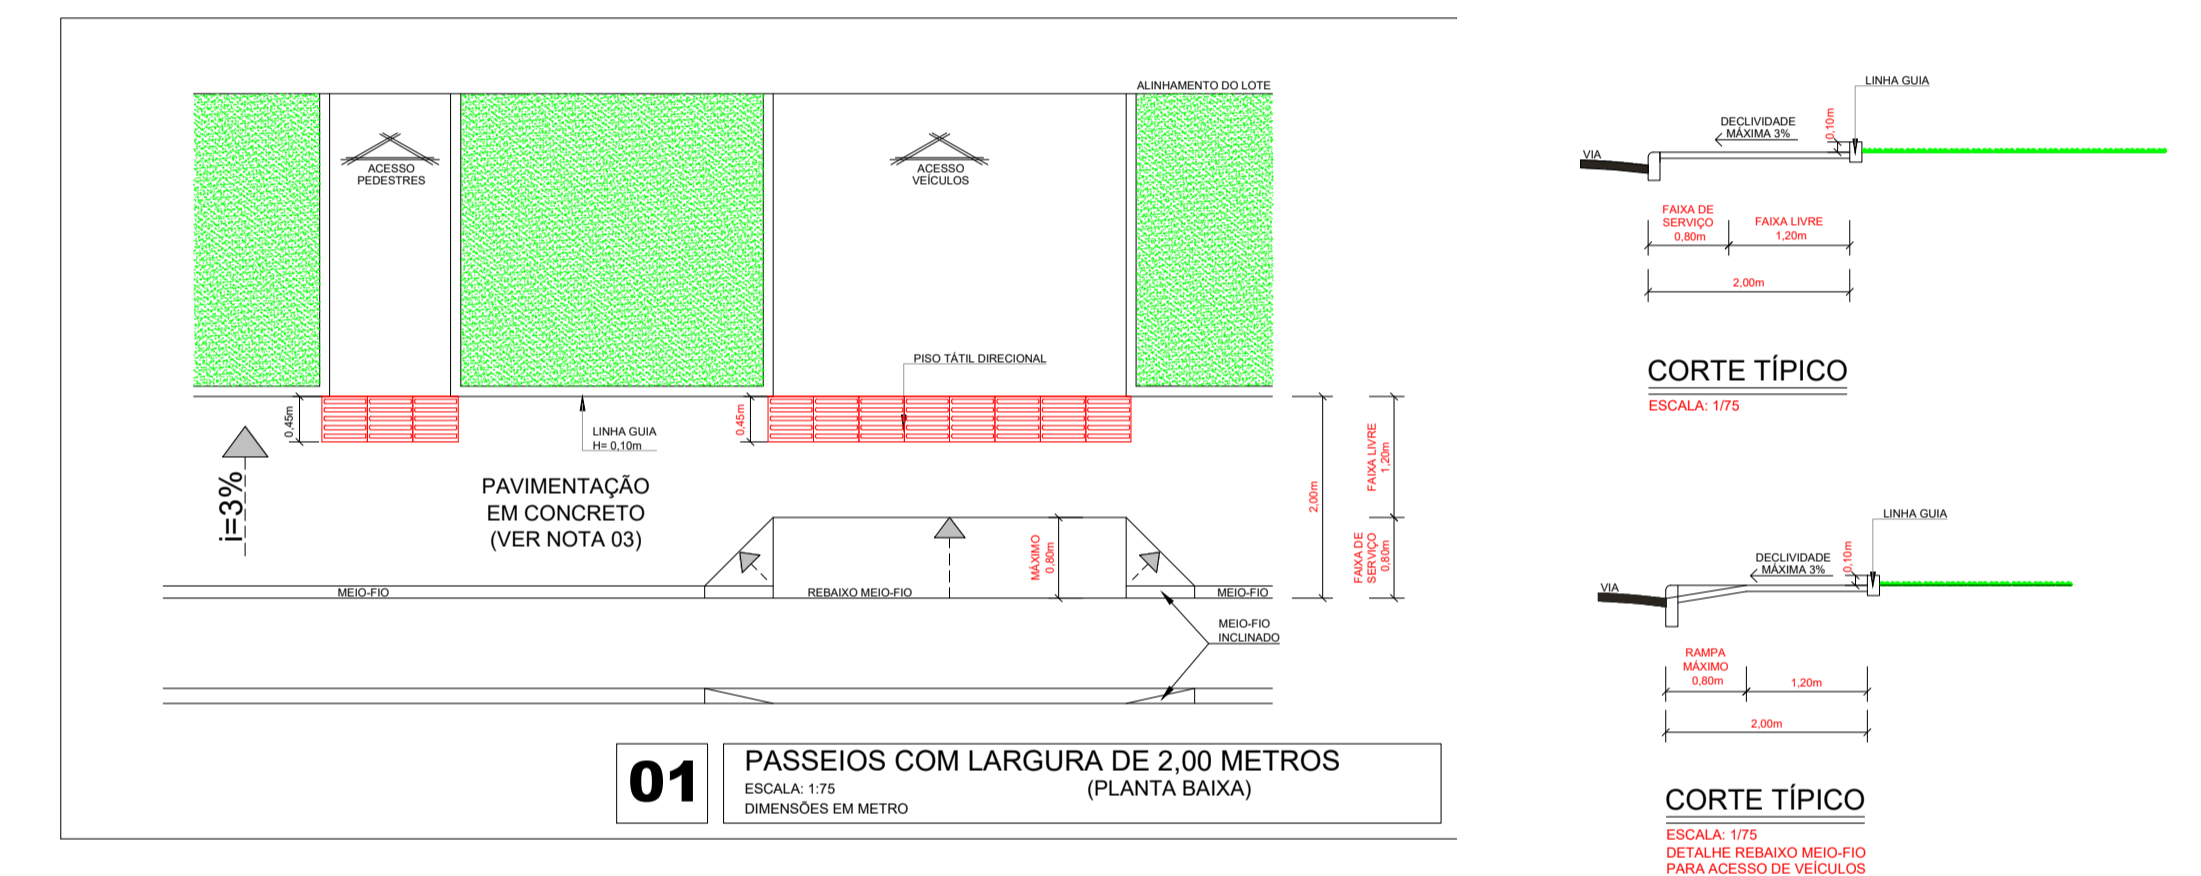 ALINHAMENTO DO LOTE
ACESSO
PEDESTRES
ACESSO
VEÍCULOS
PISO TÁTIL DIRECIONAL
0,45m
0,45m
LINHA GUIA
H= 0,10m
i=3%
PAVIMENTAÇÃO
EM CONCRETO
(VER NOTA 03)
MÁXIMO
0,80m
2,00m
FAIXA LIVRE
1,20m
FAIXA DE
SERVIÇO
0,80m
MEIO-FIO
REBAIXO MEIO-FIO
MEIO-FIO
MEIO-FIO
INCLINADO
01
PASSEIOS COM LARGURA DE 2,00 METROS
(PLANTA BAIXA)
ESCALA: 1:75
DIMENSÕES EM METRO
LINHA GUIA
DECLIVIDADE
MÁXIMA 3%
0,10m
VIA
FAIXA DE
SERVIÇO
0,80m
FAIXA LIVRE
1,20m
2,00m
CORTE TÍPICO
ESCALA: 1/75
LINHA GUIA
DECLIVIDADE
MÁXIMA 3%
0,10m
VIA
RAMPA
MÁXIMO
0,80m
1,20m
2,00m
CORTE TÍPICO
ESCALA: 1/75
DETALHE REBAIXO MEIO-FIO
PARA ACESSO DE VEÍCULOS